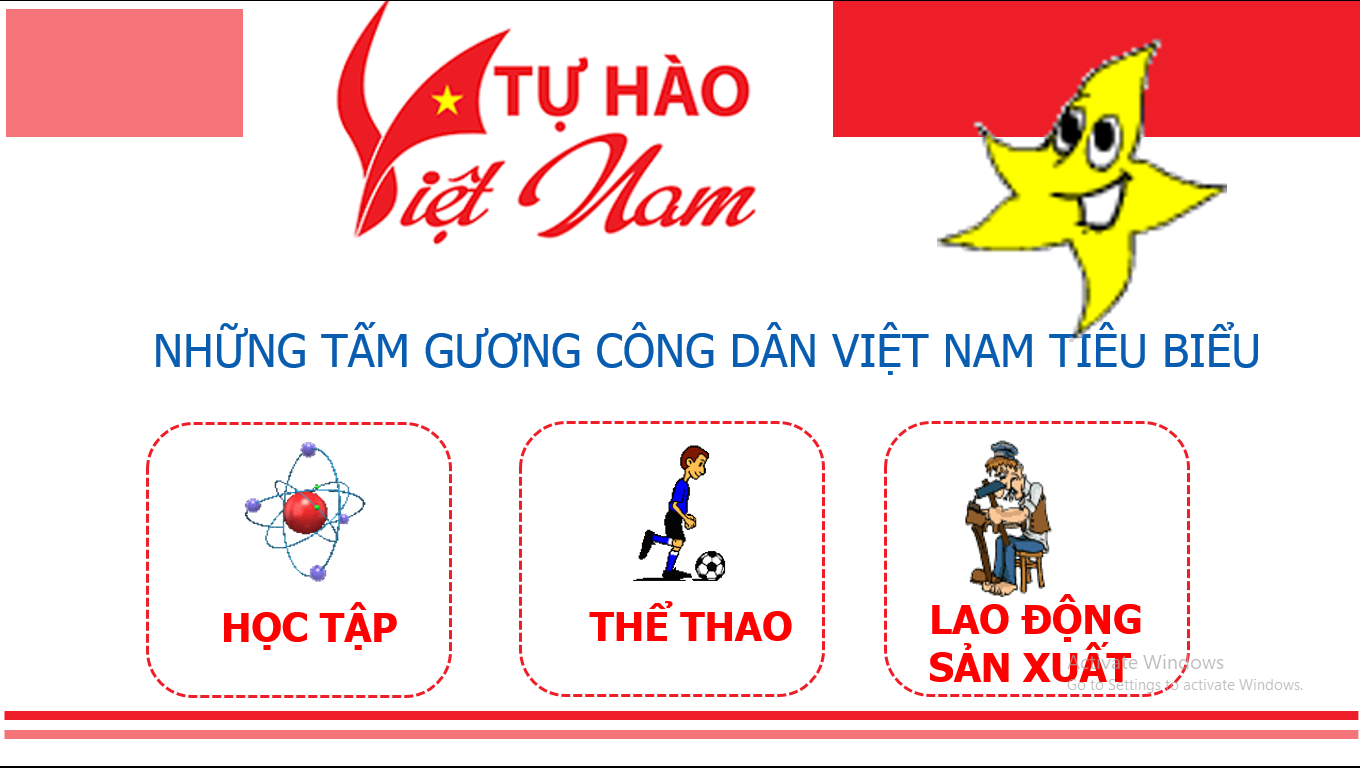 TỰ HÀO
Việt Nam
NHỮNG TẤM GƯƠNG CÔNG DÂN VIỆT NAM TIÊU BIỂU
HỌC TẬP
THỂ THAO
LAO ĐỘNG
SẢN XUẤT
Activate Windows
Go to Settings to activate Windows.